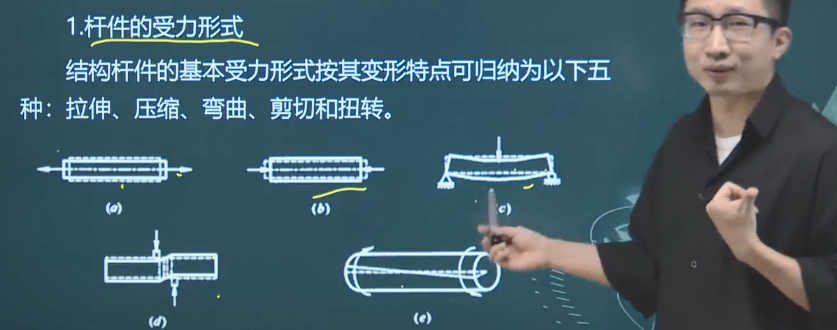 1.杆件的受力形式
结构杆件的基本受力形式按其变形特点可归纳为以下五
种：拉伸、压缩、弯曲、剪切和扭转。
(a) (b) c)
(d) (e)